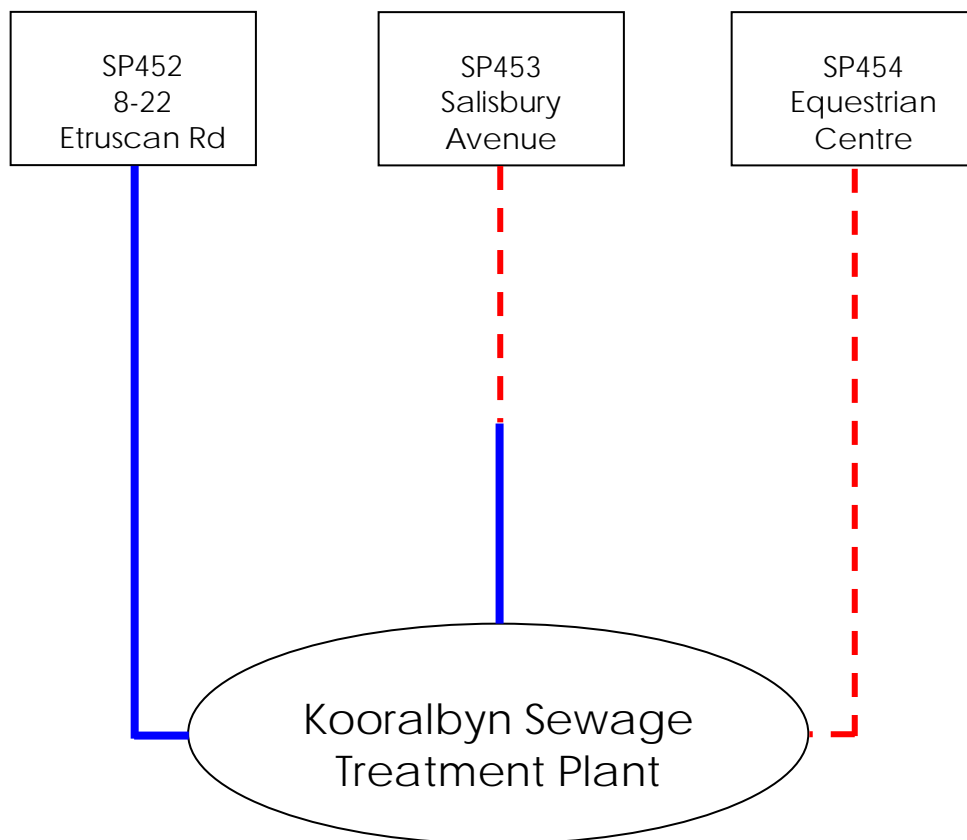 SP452
8-22
Etruscan Rd
SP453
Salisbury
Avenue
SP454
Equestrian
Centre
Kooralbyn Sewage
Treatment Plant